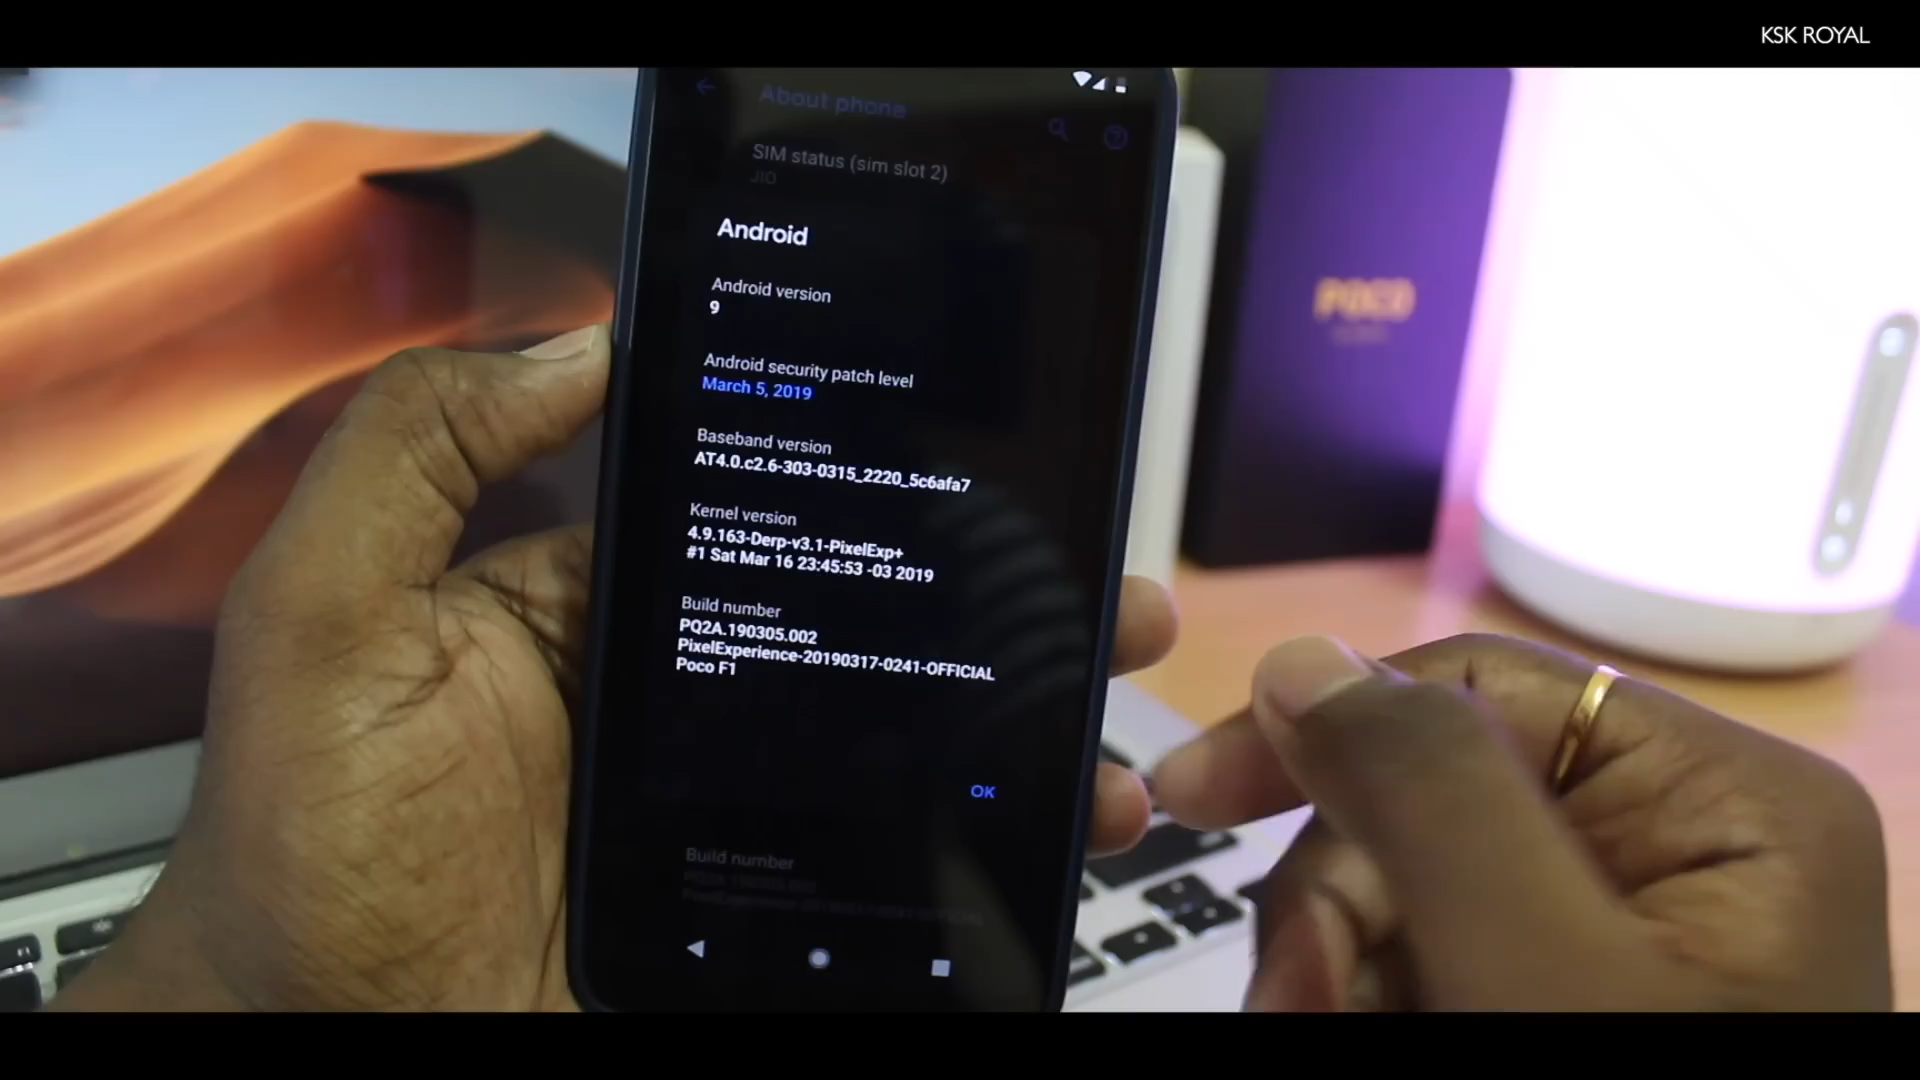 KSK ROYAL
About phone
SIM status (sim slot 2)
JIO
Android
Android version
9
Android security patch level
March 5, 2019
Baseband version
AT4.0.c2.6-303-0315_2220_5c6afa7
Kernel version
4.9.163-Derp-v3.1-PixelExp+
#1 Sat Mar 16 23:45:53 -03 2019
Build number
PQ2A.190305.002
PixelExperience-20190317-0241-OFFICIAL
Poco F1
OK
Build number
PQ2A.190305.002
POCO